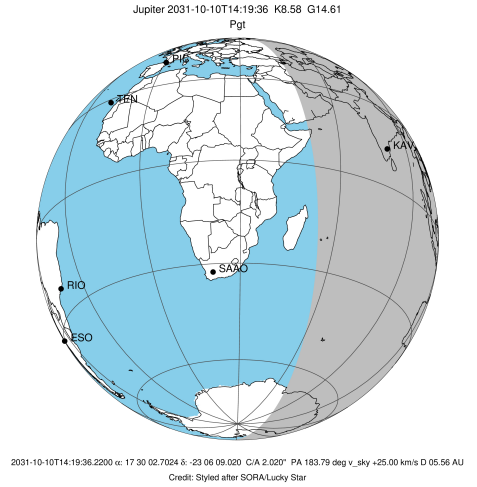 Jupiter 2031-10-10T14:19:36 K8.58 G14.61
Pgt
PIC
TEN
KAV
SAAO
RIO
ESO
2031-10-10T14:19:36.2200 α: 17 30 02.7024 δ: -23 06 09.020 C/A 2.020" PA 183.79 deg v_sky +25.00 km/s D 05.56 AU
Credit: Styled after SORA/Lucky Star